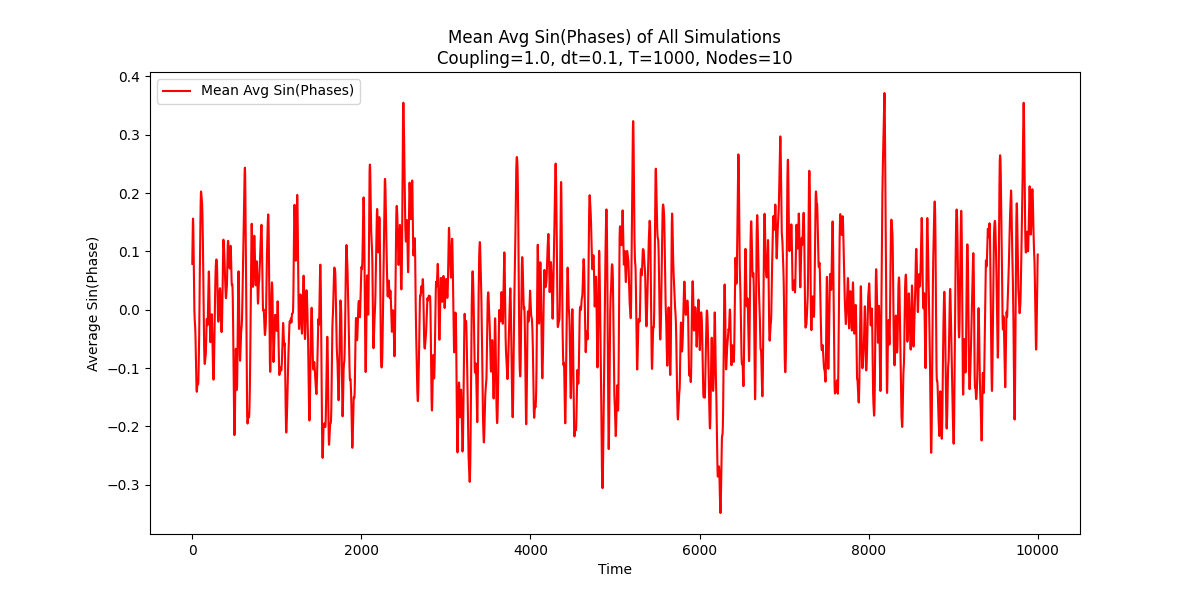 Mean Avg Sin(Phases) of All Simulations
Coupling=1.0, dt=0.1, T=1000, Nodes=10
Mean Avg Sin(Phases)
0.4
0.3
0.2
0.1
0.0
−0.1
−0.2
−0.3
Average Sin(Phase)
0
2000
4000
6000
8000
10000
Time